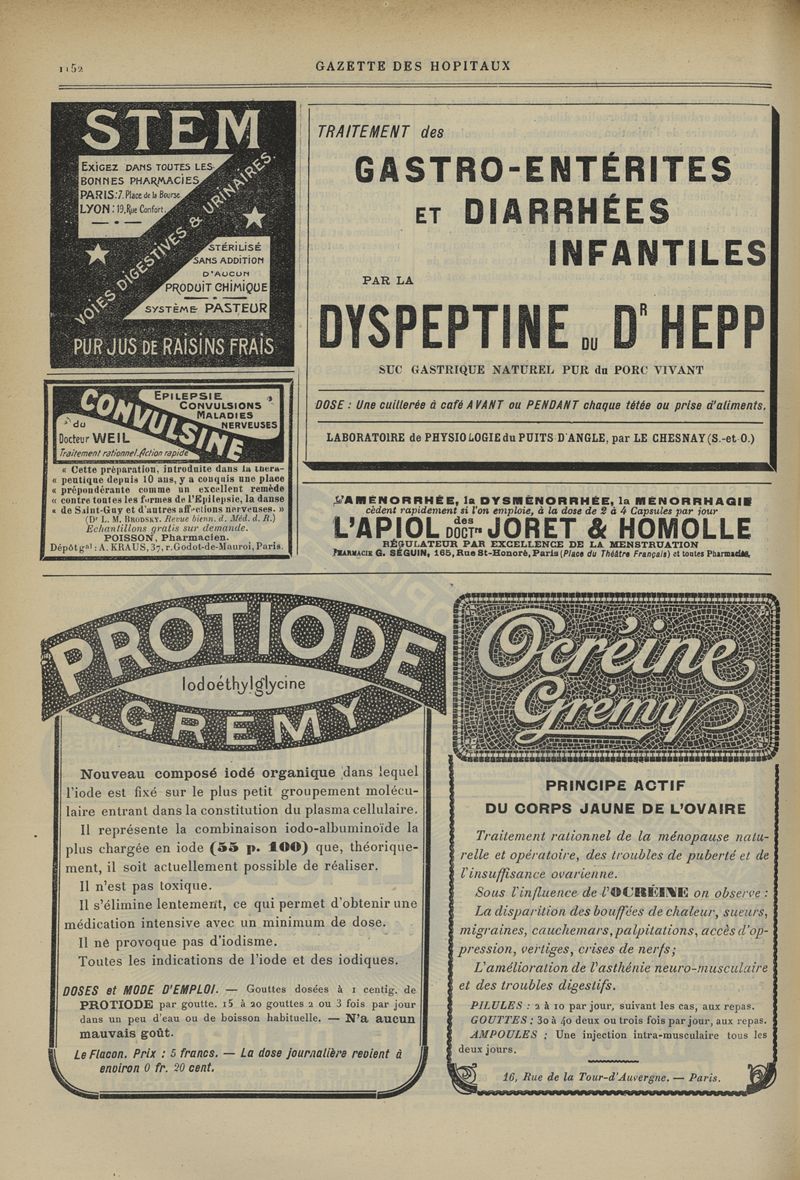 1152
GAZETTE DES HOPITAUX
STEM
EXIGEZ DANS TOUTES LES
BONNES PHARMACIES
PARIS: 7. Place de la Bourse
LYON: 19, Rue Confort.
VOIES DIGESTIVES & URINAIRES
STÉRILISÉ
SANS ADDITION
D'AUCUN
PRODUIT CHIMIQUE
SYSTÈME PASTEUR
PUR JUS DE RAISINS FRAIS
TRAITEMENT des
GASTRO-ENTÉRITES
ET DIARRHÉES
INFANTILES
PAR LA
DYSPEPTINE DU DR HEPP
SUC GASTRIQUE NATUREL PUR du PORC VIVANT
DOSE : Une cuillerée à café AVANT ou PENDANT chaque tétée ou prise d'aliments.
LABORATOIRE de PHYSIOLOGIE du PUITS D'ANGLE, par LE CHESNAY (S.-et O.)
EPILEPSIE
CONVULSIONS
MALADIES
NERVEUSES
CONVULSINE
du
Docteur WEIL
Traitement rationnel. Action rapide
« Cette préparation, introduite dans la théra-
« peutique depuis 10 ans, y a conquis une place
« prépondérante comme un excellent remède
« contre toutes les formes de l'Epilepsie, la danse
« de Saint-Guy et d'autres affections nerveuses. »
(Dr L. M. BRODSKY. Revue bienn. d. Méd. d. R.)
Echantillons gratis sur demande.
POISSON, Pharmacien.
Dépôt gal : A. KRAUS, 37, r. Godot-de-Mauroi, Paris.
L'AMÉNORRHÉE, la DYSMÉNORRHÉE, la MÉNORRHAGIE
cèdent rapidement si l'on emploie, à la dose de 2 à 4 Capsules par jour
L'APIOL des DOCTrs JORET & HOMOLLE
RÉGULATEUR PAR EXCELLENCE DE LA MENSTRUATION
PHARMACIE G. SÉGUIN, 165, Rue St-Honoré, Paris (Place du Théâtre Français) et toutes Pharmacies.
PROTIODE
Iodoéthylglycine
GRÉMY
Nouveau composé iodé organique dans lequel
l'iode est fixé sur le plus petit groupement molécu-
laire entrant dans la constitution du plasma cellulaire.
Il représente la combinaison iodo-albuminoïde la
plus chargée en iode (55 p. 100) que, théorique-
ment, il soit actuellement possible de réaliser.
Il n'est pas toxique.
Il s'élimine lentement, ce qui permet d'obtenir une
médication intensive avec un minimum de dose.
Il ne provoque pas d'iodisme.
Toutes les indications de l'iode et des iodiques.
DOSES et MODE D'EMPLOI. — Gouttes dosées à 1 centig. de
PROTIODE par goutte. 15 à 20 gouttes 2 ou 3 fois par jour
dans un peu d'eau ou de boisson habituelle. — N'a aucun
mauvais goût.
Le Flacon. Prix : 5 francs. — La dose journalière revient à
environ 0 fr. 20 cent.
Ocréine
Grémy
PRINCIPE ACTIF
DU CORPS JAUNE DE L'OVAIRE
Traitement rationnel de la ménopause natu-
relle et opératoire, des troubles de puberté et de
l'insuffisance ovarienne.
Sous l'influence de l'OCRÉINE on observe :
La disparition des bouffées de chaleur, sueurs,
migraines, cauchemars, palpitations, accès d'op-
pression, vertiges, crises de nerfs;
L'amélioration de l'asthénie neuro-musculaire
et des troubles digestifs.
PILULES : 2 à 10 par jour, suivant les cas, aux repas.
GOUTTES : 30 à 40 deux ou trois fois par jour, aux repas.
AMPOULES : Une injection intra-musculaire tous les
deux jours.
16, Rue de la Tour-d'Auvergne. — Paris.